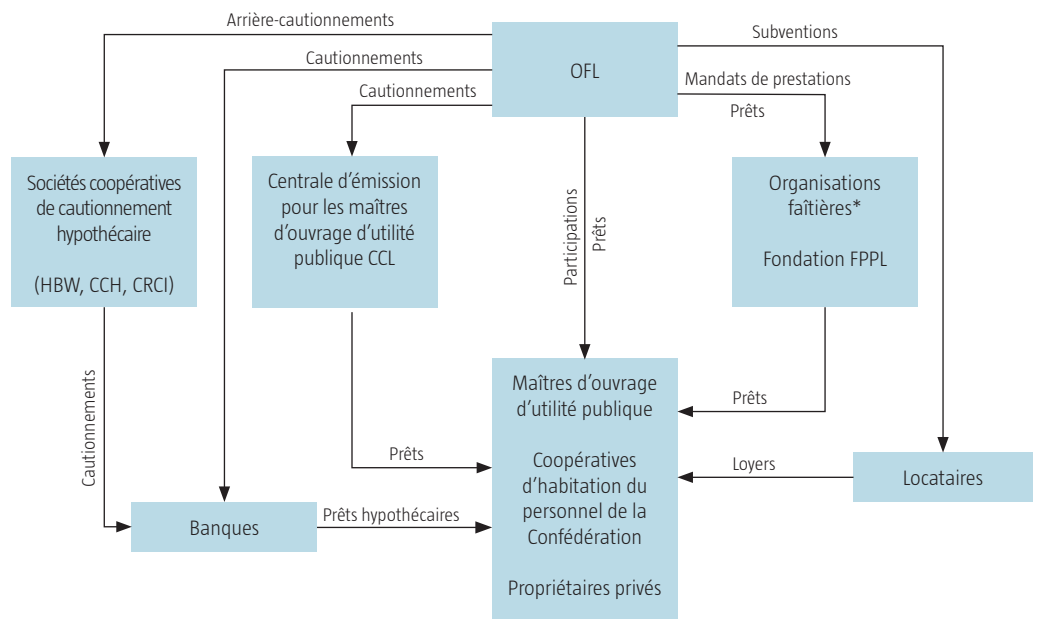 Arrière-cautionnements
Subventions
Cautionnements
OFL
Mandats de prestations
Cautionnements
Prêts
Sociétés coopératives
de cautionnement
hypothécaire
(HBW, CCH, CRCI)
Centrale d’émission
pour les maîtres
d’ouvrage d’utilité
publique CCL
Participations
Prêts
Organisations
faîtières*
Fondation FPPL
Cautionnements
Maîtres d’ouvrage
d’utilité publique
Coopératives
d’habitation du
personnel de la
Confédération
Propriétaires privés
Prêts
Prêts
Loyers
Locataires
Banques
Prêts hypothécaires